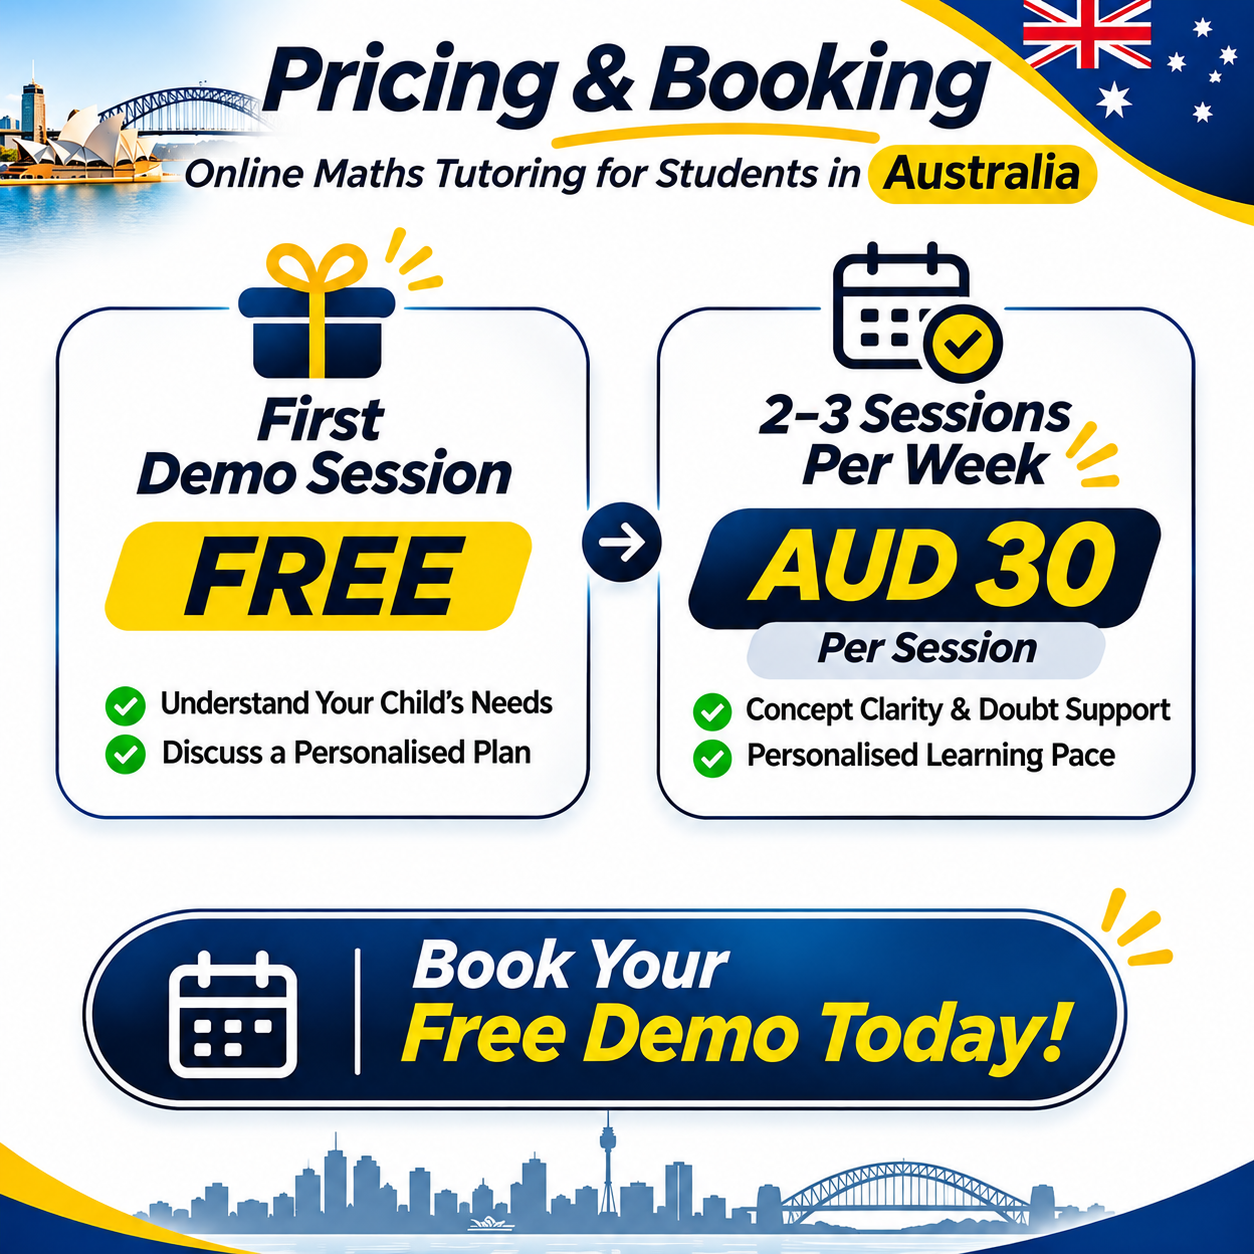 Pricing & Booking
Online Maths Tutoring for Students in Australia
First
Demo Session
FREE
Understand Your Child's Needs
Discuss a Personalised Plan
2–3 Sessions
Per Week
AUD 30
Per Session
Concept Clarity & Doubt Support
Personalised Learning Pace
Book Your
Free Demo Today!